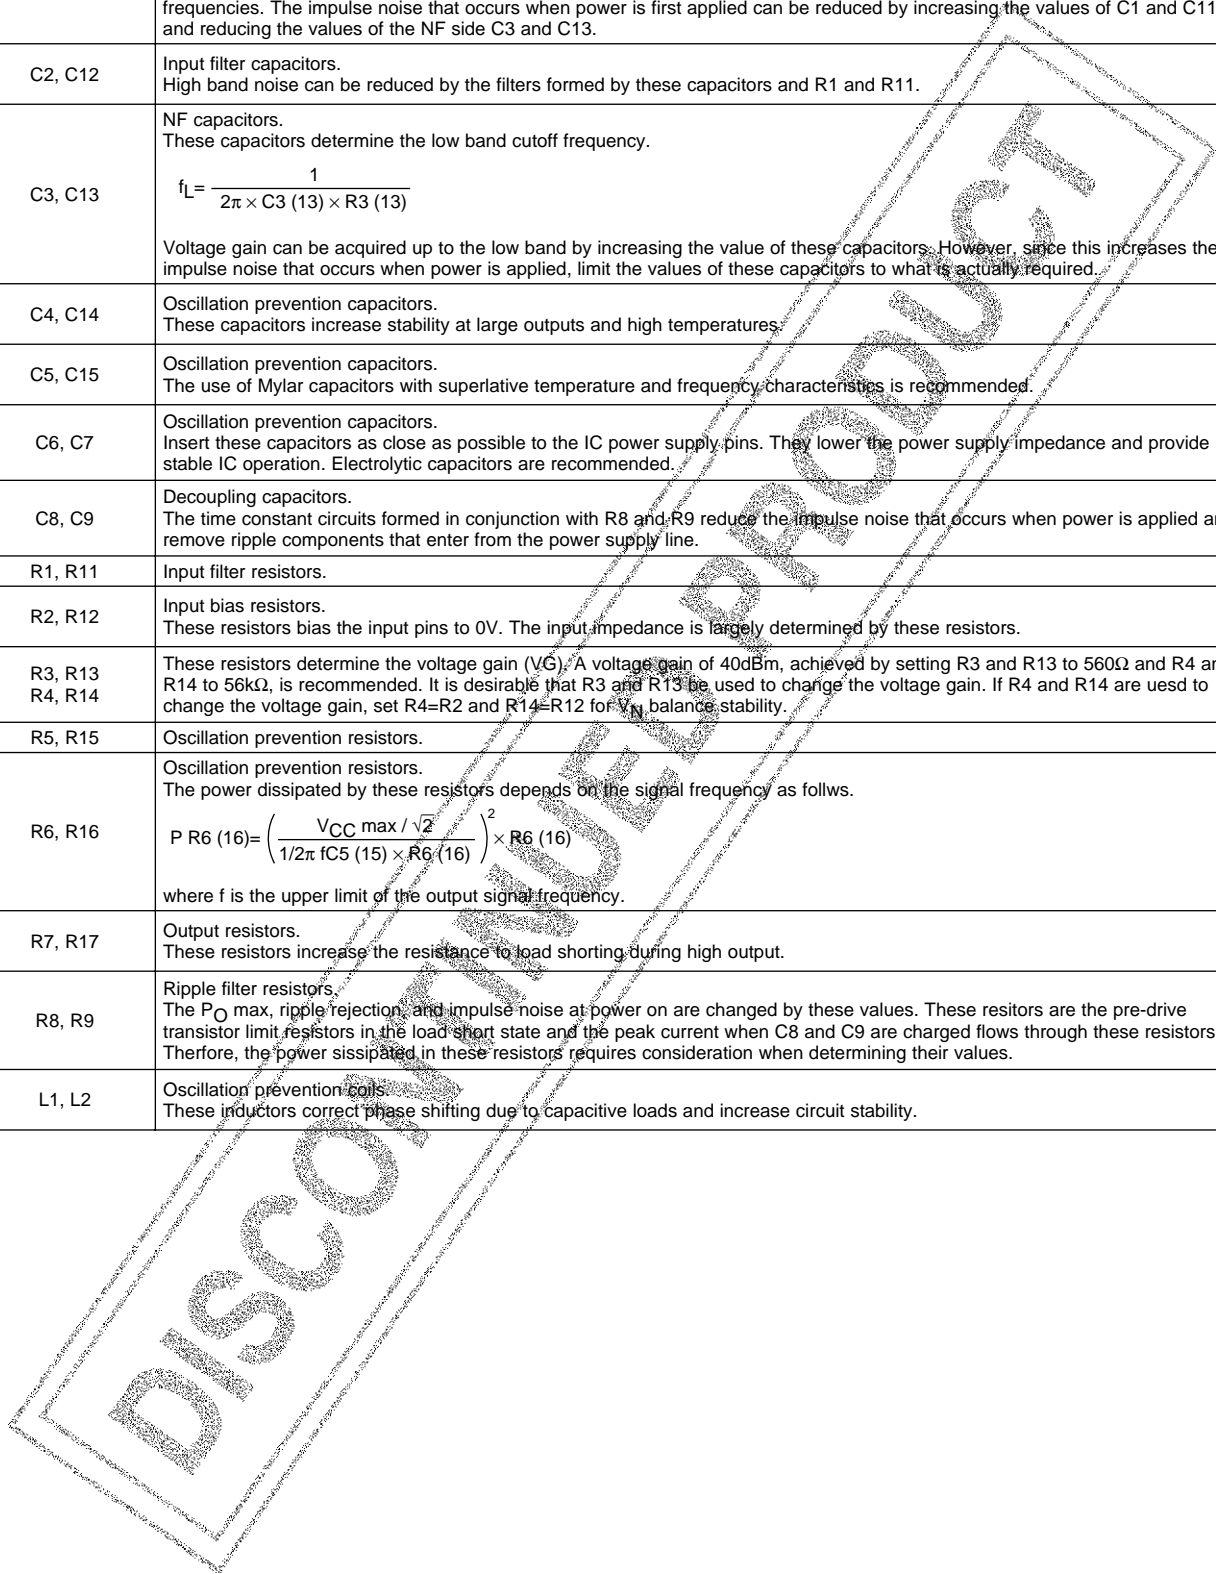 frequencies. The impulse noise that occurs when power is first applied can be reduced by increasing the values of C1 and C11
and reducing the values of the NF side C3 and C13.
C2, C12
Input filter capacitors.
High band noise can be reduced by the filters formed by these capacitors and R1 and R11.
C3, C13
NF capacitors.
These capacitors determine the low band cutoff frequency.
fL= 1 / 2π × C3 (13) × R3 (13)
Voltage gain can be acquired up to the low band by increasing the value of these capacitors. However, since this increases the
impulse noise that occurs when power is applied, limit the values of these capacitors to what is actually required.
C4, C14
Oscillation prevention capacitors.
These capacitors increase stability at large outputs and high temperatures.
C5, C15
Oscillation prevention capacitors.
The use of Mylar capacitors with superlative temperature and frequency characteristics is recommended.
C6, C7
Oscillation prevention capacitors.
Insert these capacitors as close as possible to the IC power supply pins. They lower the power supply impedance and provide
stable IC operation. Electrolytic capacitors are recommended.
C8, C9
Decoupling capacitors.
The time constant circuits formed in conjunction with R8 and R9 reduce the impulse noise that occurs when power is applied a
remove ripple components that enter from the power supply line.
R1, R11
Input filter resistors.
R2, R12
Input bias resistors.
These resistors bias the input pins to 0V. The input impedance is largely determined by these resistors.
R3, R13
R4, R14
These resistors determine the voltage gain (VG). A voltage gain of 40dBm, achieved by setting R3 and R13 to 560Ω and R4 a
R14 to 56kΩ, is recommended. It is desirable that R3 and R13 be used to change the voltage gain. If R4 and R14 are uesd to
change the voltage gain, set R4=R2 and R14=R12 for VN balance stability.
R5, R15
Oscillation prevention resistors.
R6, R16
Oscillation prevention resistors.
The power dissipated by these resistors depends on the signal frequency as follws.
P R6 (16)= ( VCC max / √2 / 1/2π fC5 (15) × R6 (16) )2 × R6 (16)
where f is the upper limit of the output signal frequency.
R7, R17
Output resistors.
These resistors increase the resistance to load shorting during high output.
R8, R9
Ripple filter resistors.
The PO max, ripple rejection, and impulse noise at power on are changed by these values. These resitors are the pre-drive
transistor limit resistors in the load short state and the peak current when C8 and C9 are charged flows through these resistors
Therfore, the power sissipated in these resistors requires consideration when determining their values.
L1, L2
Oscillation prevention coils.
These inductors correct phase shifting due to capacitive loads and increase circuit stability.
DISCONTINUED PRODUCT